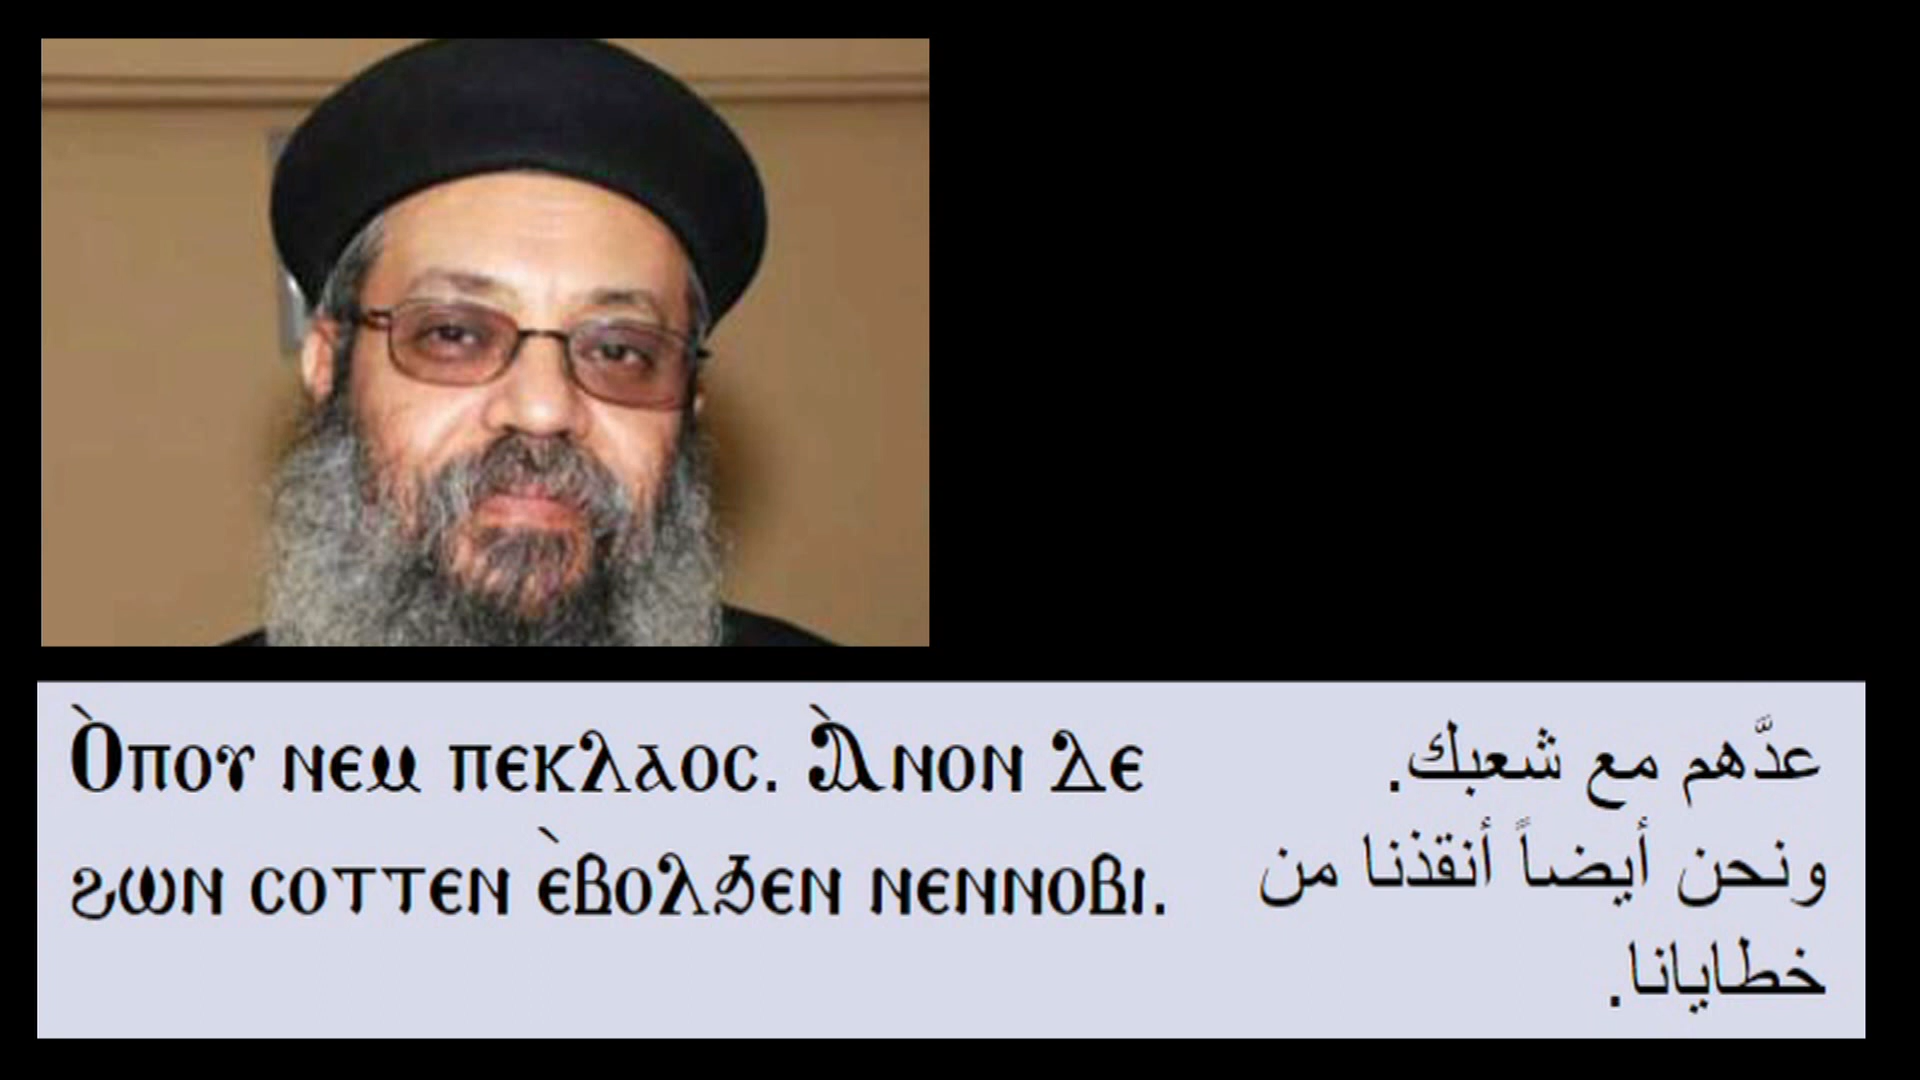 Ⲟ̀ⲡⲟⲩ ⲛⲉⲙ ⲡⲉⲕⲗⲁⲟⲥ. Ⲁ̀ⲛⲟⲛ ⲇⲉ
ϩⲱⲛ ⲥⲟⲧⲧⲉⲛ ⲉ̀ⲃⲟⲗϧⲉⲛ ⲛⲉⲛⲛⲟⲃⲓ.
عدَّهم مع شعبك.
ونحن أيضاً أنقذنا من
خطايانا.